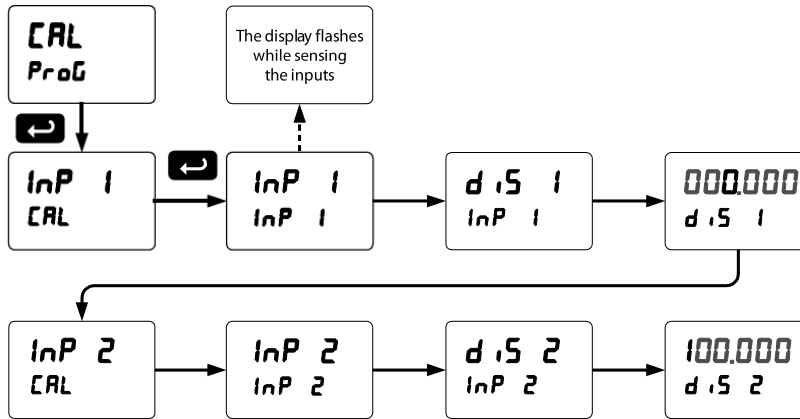 CAL
ProG
The display flashes
while sensing
the inputs
InP 1
CAL
InP 1
InP 1
diS 1
InP 1
000.000
diS 1
InP 2
CAL
InP 2
InP 2
diS 2
InP 2
100.000
diS 2